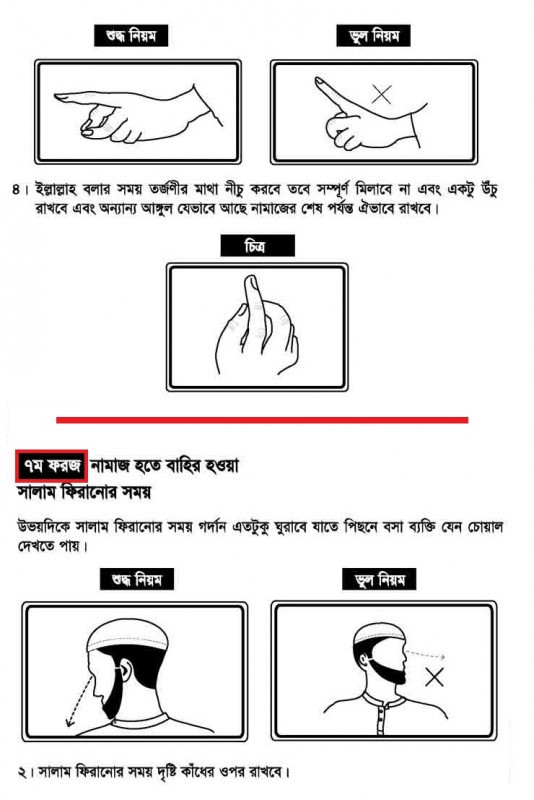 শুদ্ধ নিয়ম
ভুল নিয়ম
৪। ইল্লাল্লাহ বলার সময় তর্জণীর মাথা নীচু করবে তবে সম্পূর্ণ মিলাবে না এবং একটু উঁচু
রাখবে এবং অন্যান্য আঙ্গুল যেভাবে আছে নামাজের শেষ পর্যন্ত ঐভাবে রাখবে।
চিত্র
৭ম ফরজ নামাজ হতে বাহির হওয়া
সালাম ফিরানোর সময়
উভয়দিকে সালাম ফিরানোর সময় গর্দান এতটুকু ঘুরাবে যাতে পিছনে বসা ব্যক্তি যেন চোয়াল
দেখতে পায়।
শুদ্ধ নিয়ম
ভুল নিয়ম
২। সালাম ফিরানোর সময় দৃষ্টি কাঁধের ওপর রাখবে।